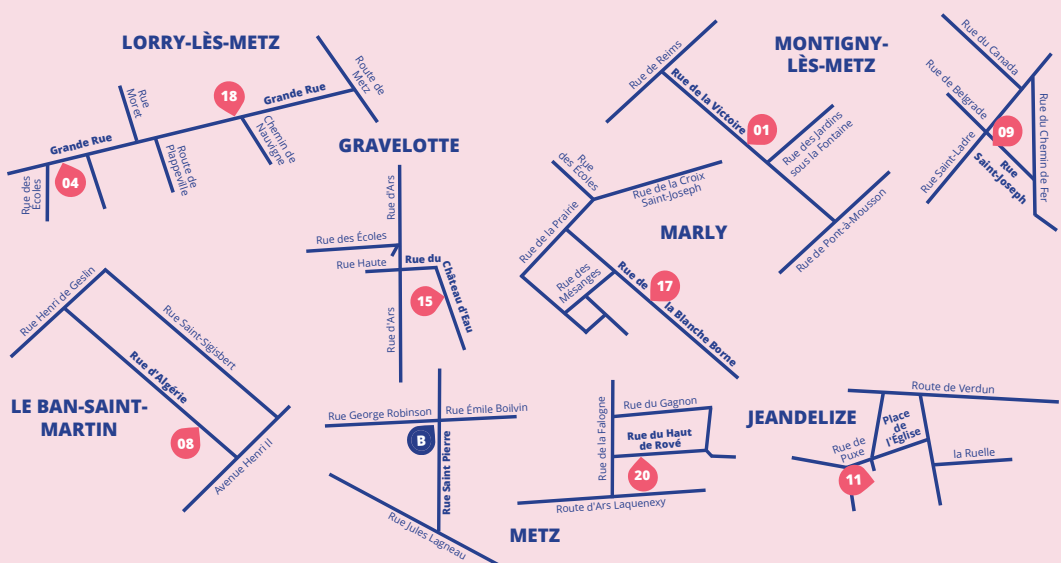 LORRY-LÈS-METZ
Grande Rue
Grande Rue
18
04
Rue
Moret
Rue des
Écoles
Route de
Plappeville
Chemin de
Nauvigne
Route de
Metz
GRAVELOTTE
Rue d'Ars
Rue des Écoles
Rue Haute
Rue du
Château d'Eau
15
Rue d'Ars
MONTIGNY-
LÈS-METZ
Rue de Reims
Rue de la Victoire
01
Rue des Jardins
sous la Fontaine
Rue de Pont-à-Mousson
Rue du Canada
Rue de Belgrade
09
Rue Saint-Ladre
Rue
Saint-Joseph
Rue du Chemin de Fer
MARLY
Rue
des Écoles
Rue de la Croix
Saint-Joseph
Rue de la Prairie
Rue des
Mésanges
Rue de
17
la Blanche Borne
LE BAN-SAINT-
MARTIN
Rue Henri de Geslin
Rue Saint-Sigisbert
Rue d'Algérie
08
Avenue Henri II
METZ
Rue George Robinson
Rue Émile Boilvin
B
Rue Saint Pierre
Rue Jules Lagneau
Rue de la Falogne
Rue du Gagnon
Rue du Haut
de Rové
20
Route d'Ars Laquenexy
JEANDELIZE
Route de Verdun
Place
de
l'Église
Rue de
Puxe
la Ruelle
11